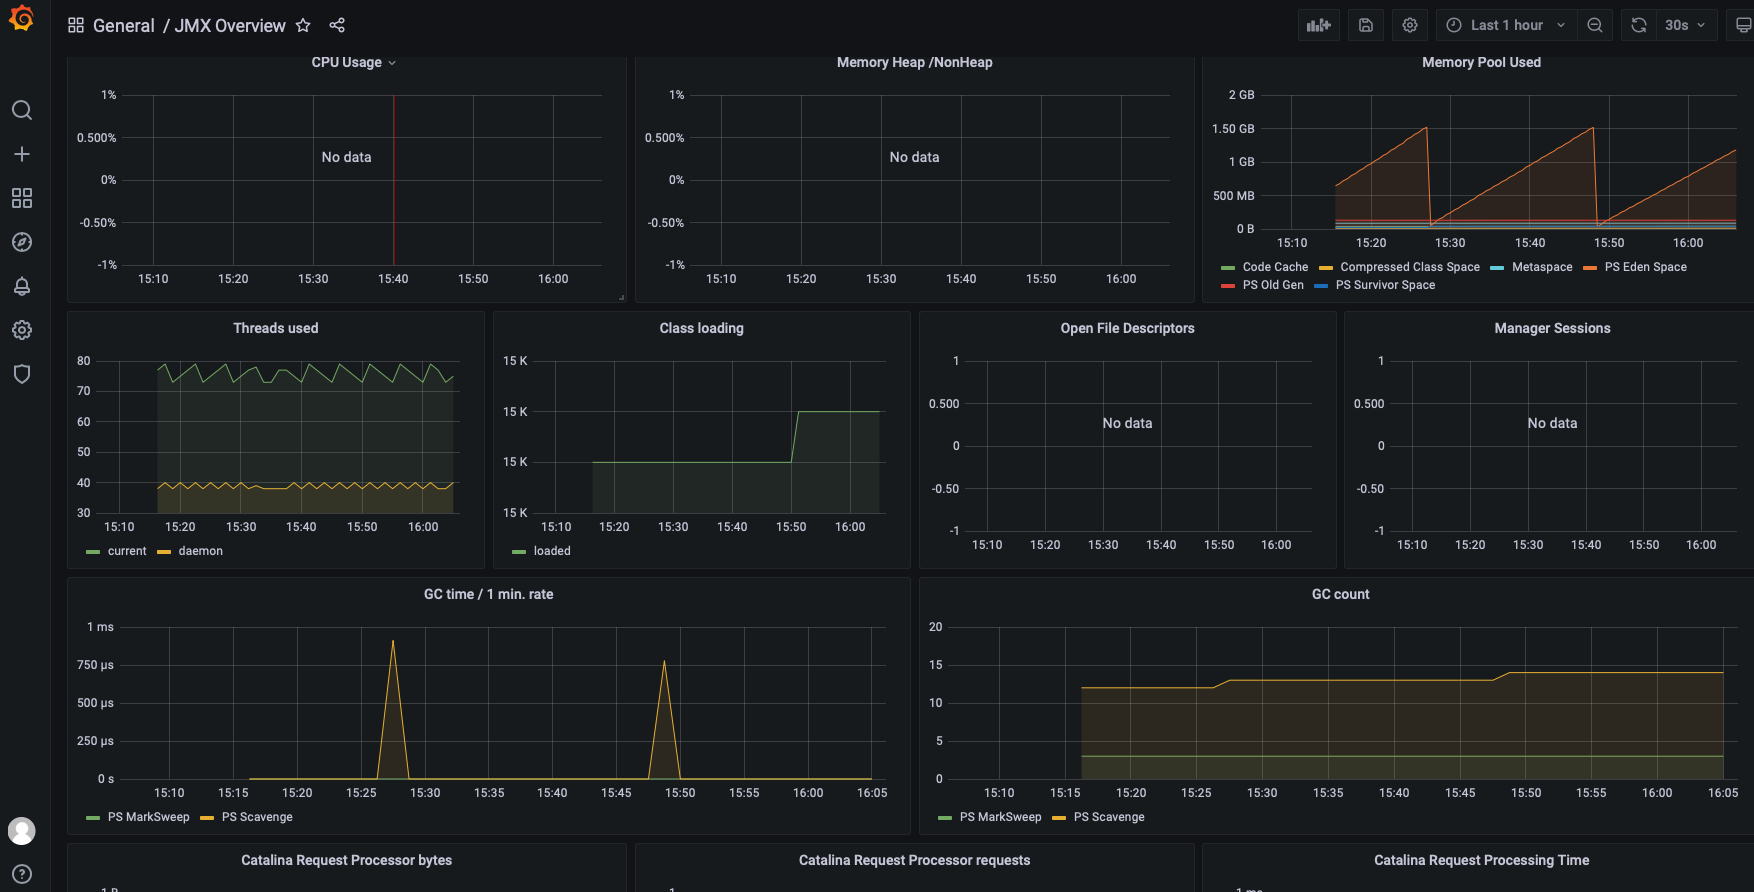 General / JMX Overview
Last 1 hour
30s
CPU Usage
1%
0.500%
0%
-0.50%
-1%
No data
15:10 15:20 15:30 15:40 15:50 16:00
Memory Heap /NonHeap
1%
0.500%
0%
-0.50%
-1%
No data
15:10 15:20 15:30 15:40 15:50 16:00
Memory Pool Used
2 GB
1.50 GB
1 GB
500 MB
0 B
15:10 15:20 15:30 15:40 15:50 16:00
Code Cache Compressed Class Space Metaspace PS Eden Space
PS Old Gen PS Survivor Space
Threads used
80
70
60
50
40
30
15:10 15:20 15:30 15:40 15:50 16:00
current daemon
Class loading
15 K
15 K
15 K
15 K
15:10 15:20 15:30 15:40 15:50 16:00
loaded
Open File Descriptors
1
0.500
0
-0.50
-1
No data
15:10 15:20 15:30 15:40 15:50 16:00
Manager Sessions
1
0.500
0
-0.50
-1
No data
15:10 15:20 15:30 15:40 15:50 16:00
GC time / 1 min. rate
1 ms
750 µs
500 µs
250 µs
0 s
15:10 15:15 15:20 15:25 15:30 15:35 15:40 15:45 15:50 15:55 16:00 16:05
PS MarkSweep PS Scavenge
GC count
20
15
10
5
0
15:10 15:15 15:20 15:25 15:30 15:35 15:40 15:45 15:50 15:55 16:00 16:05
PS MarkSweep PS Scavenge
Catalina Request Processor bytes
Catalina Request Processor requests
Catalina Request Processing Time